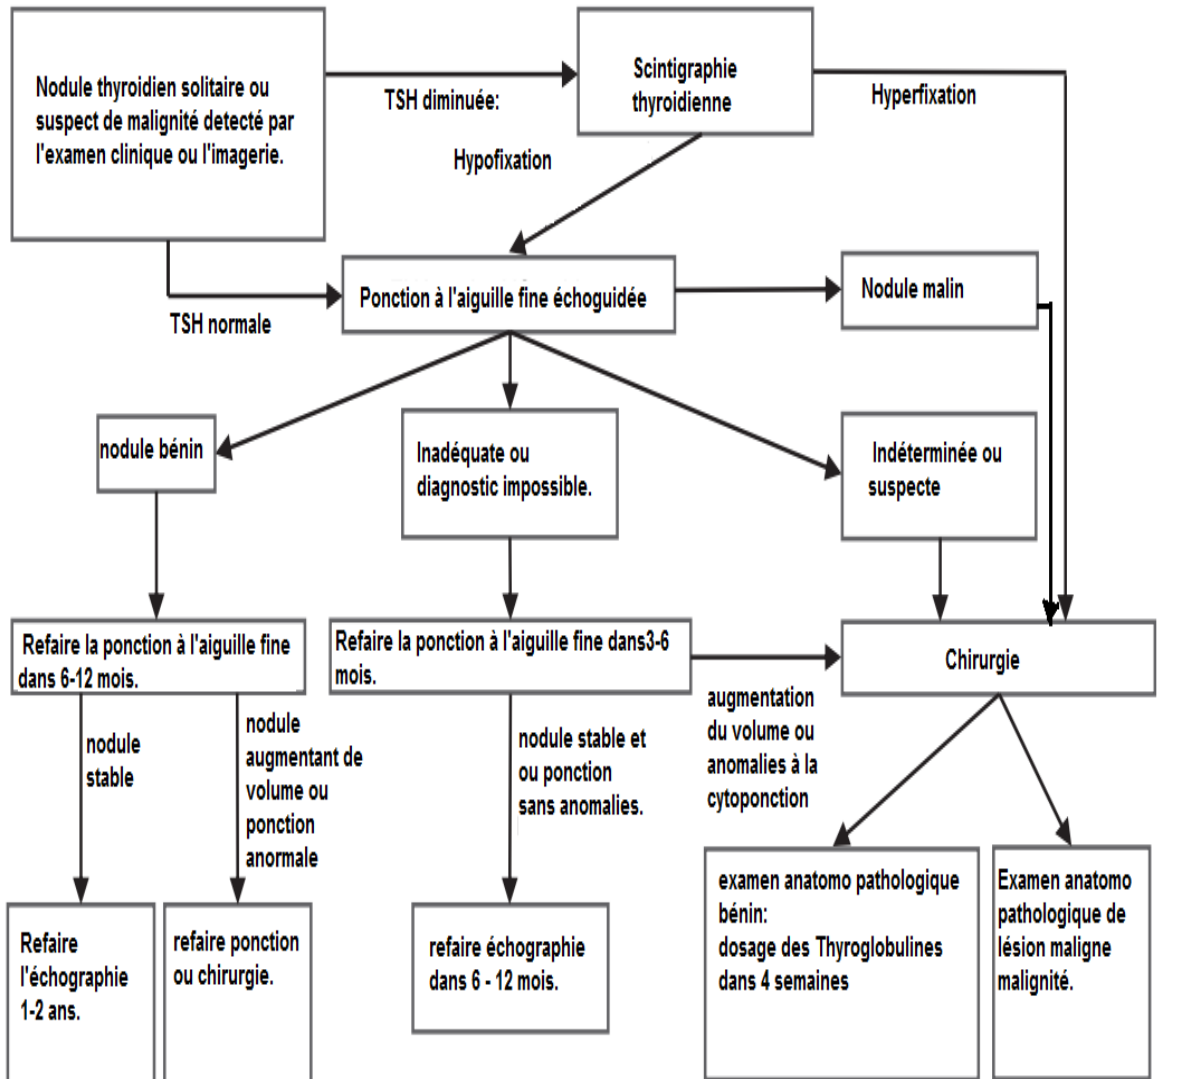 Nodule thyroidien solitaire ou
suspect de malignité detecté par
l'examen clinique ou l'imagerie.
TSH diminuée:
Scintigraphie
thyroidienne
Hyperfixation
Hypofixation
TSH normale
Ponction à l'aiguille fine échoguidée
Nodule malin
nodule bénin
Inadéquate ou
diagnostic impossible.
Indéterminée ou
suspecte
Refaire la ponction à l'aiguille fine
dans 6-12 mois.
Refaire la ponction à l'aiguille fine dans3-6
mois.
Chirurgie
nodule
stable
nodule
augmentant de
volume ou
ponction
anormale
nodule stable et
ou ponction
sans anomalies.
augmentation
du volume ou
anomalies à la
cytoponction
Refaire
l'échographie
1-2 ans.
refaire ponction
ou chirurgie.
refaire échographie
dans 6 - 12 mois.
examen anatomo pathologique
bénin:
dosage des Thyroglobulines
dans 4 semaines
Examen anatomo
pathologique de
lésion maligne
malignité.